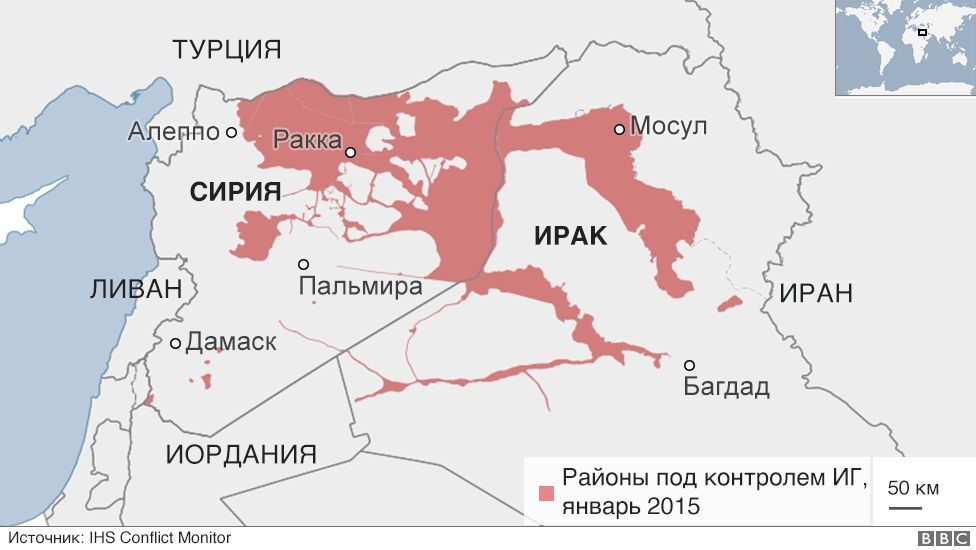 ТУРЦИЯ
Алеппо
Ракка
Мосул
СИРИЯ
ИРАК
Пальмира
ЛИВАН
ИРАН
Дамаск
Багдад
ИОРДАНИЯ
Районы под контролем ИГ,
январь 2015
50 км
Источник: IHS Conflict Monitor
BBC